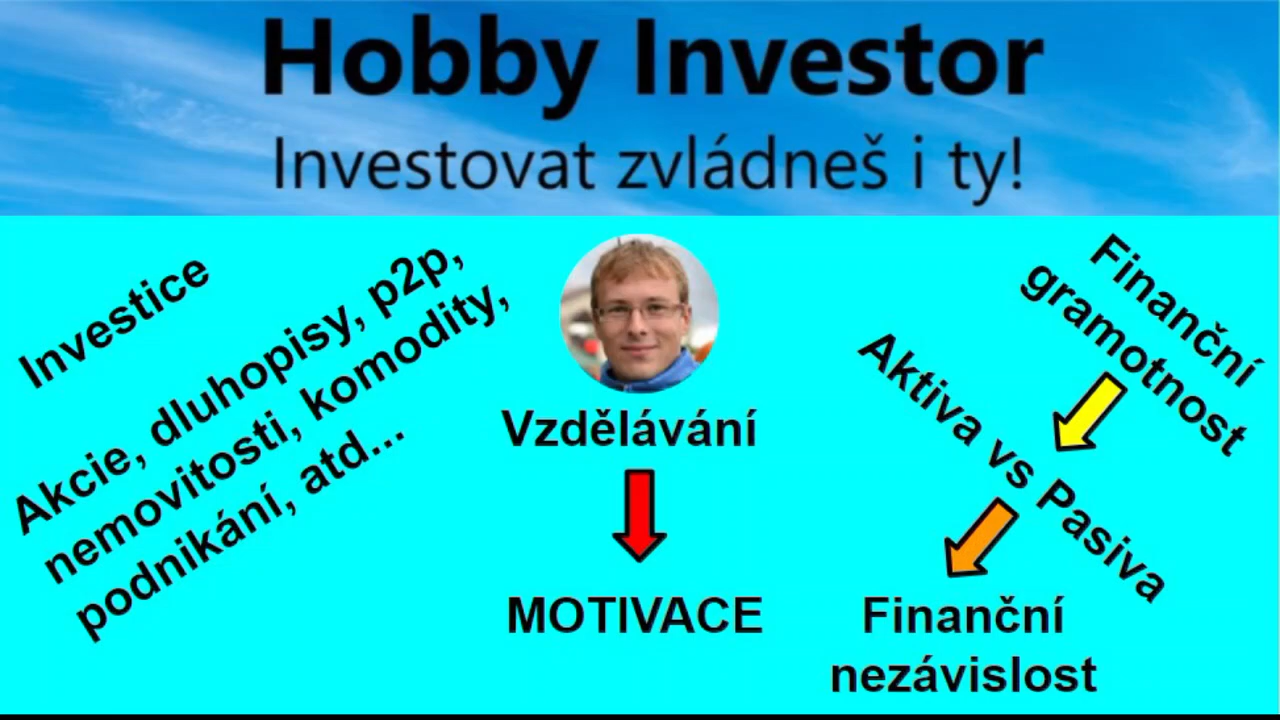 Hobby Investor
Investovat zvládneš i ty!
Investice
Akcie, dluhopisy, p2p,
nemovitosti, komodity,
podnikání, atd...
Vzdělávání
MOTIVACE
Finanční
gramotnost
Aktiva vs Pasiva
Finanční
nezávislost